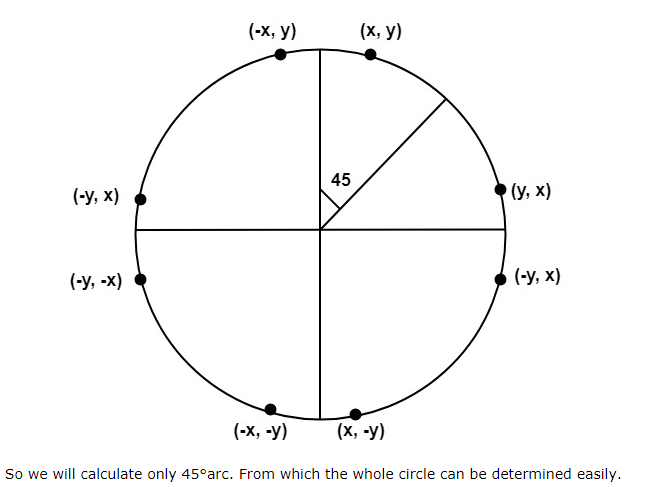 (-x, y) (x, y)
45
(-y, x) (y, x)
(-y, -x) (-y, x)
(-x, -y) (x, -y)
So we will calculate only 45°arc. From which the whole circle can be determined easily.